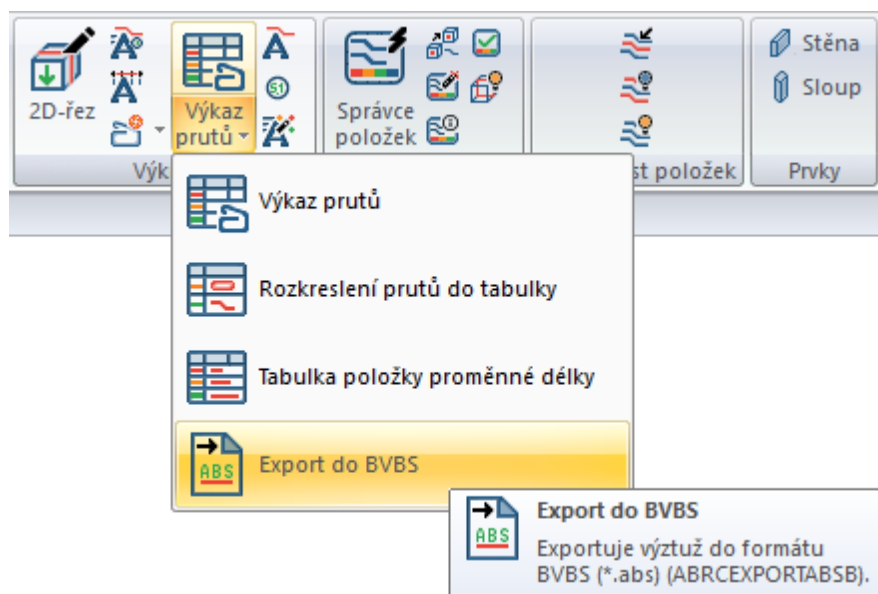 2D-řez
Výkaz
prutů
S1
Správce
položek
Stěna
Sloup
Výk
st položek
Prvky
Výkaz prutů
Rozkreslení prutů do tabulky
Tabulka položky proměnné délky
ABS
Export do BVBS
ABS
Export do BVBS
Exportuje výztuž do formátu
BVBS (*.abs) (ABRCEXPORTABSB).